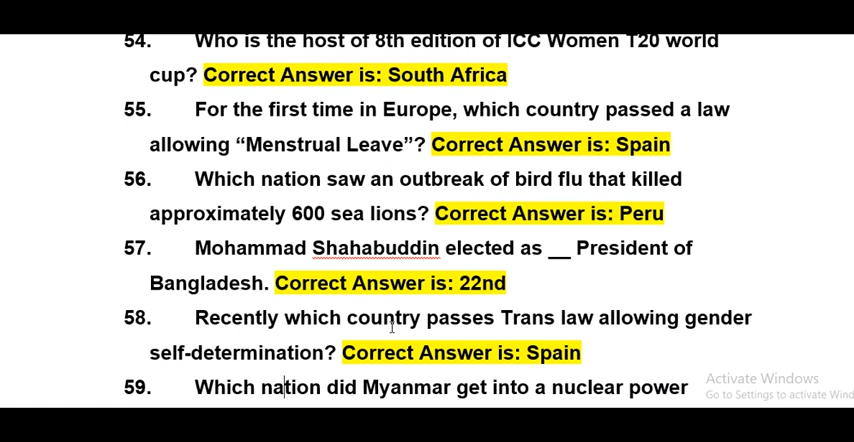 54. Who is the host of 8th edition of ICC Women T20 world
cup? Correct Answer is: South Africa
55. For the first time in Europe, which country passed a law
allowing “Menstrual Leave”? Correct Answer is: Spain
56. Which nation saw an outbreak of bird flu that killed
approximately 600 sea lions? Correct Answer is: Peru
57. Mohammad Shahabuddin elected as __ President of
Bangladesh. Correct Answer is: 22nd
58. Recently which country passes Trans law allowing gender
self-determination? Correct Answer is: Spain
59. Which nation did Myanmar get into a nuclear power
Activate Windows
Go to Settings to activate Wind